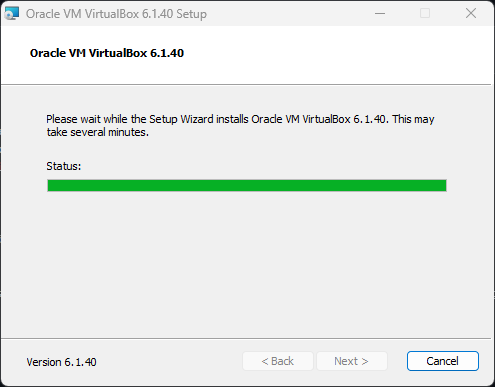 Oracle VM VirtualBox 6.1.40 Setup
Oracle VM VirtualBox 6.1.40
Please wait while the Setup Wizard installs Oracle VM VirtualBox 6.1.40. This may
take several minutes.
Status:
Version 6.1.40
< Back
Next >
Cancel